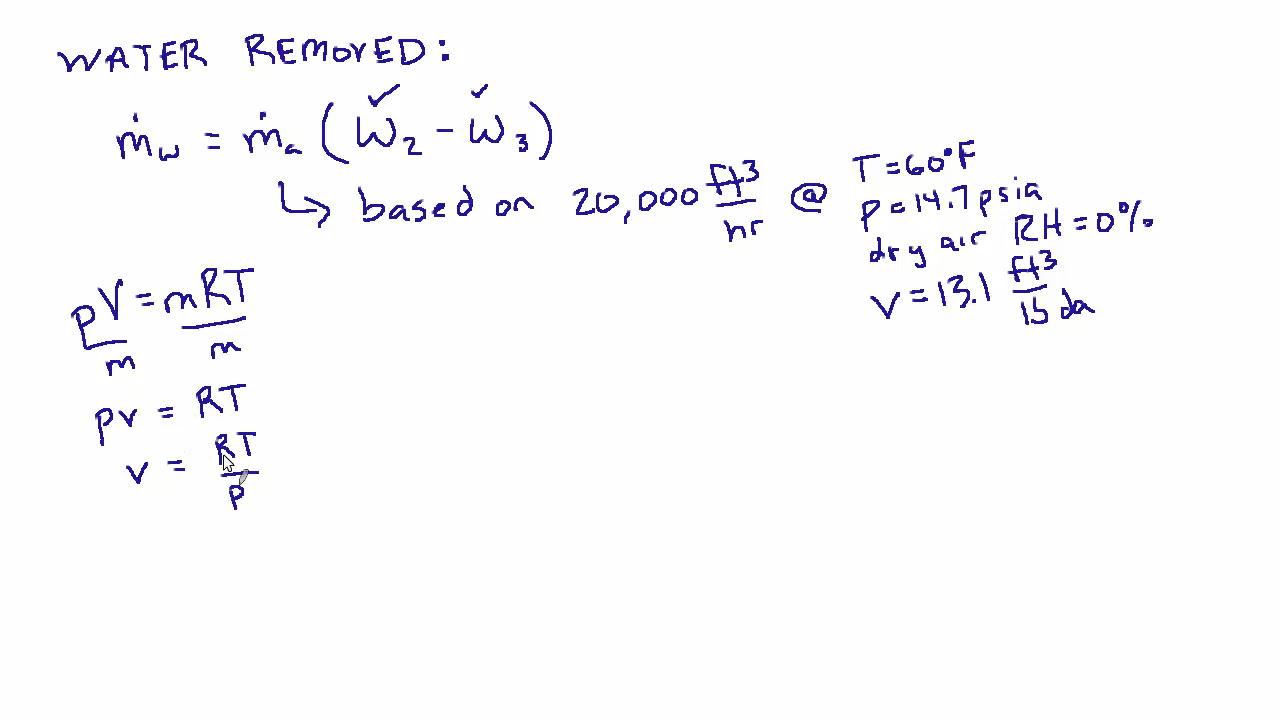 WATER REMOVED:
ṁw = ṁa (W2 - W3)
✓ ✓
↳ based on 20,000 ft³/hr @
T = 60°F
P = 14.7 psia
dry air RH = 0%
v = 13.1 ft³/lb da
pV/m = mRT/m
pv = RT
v = RT/P